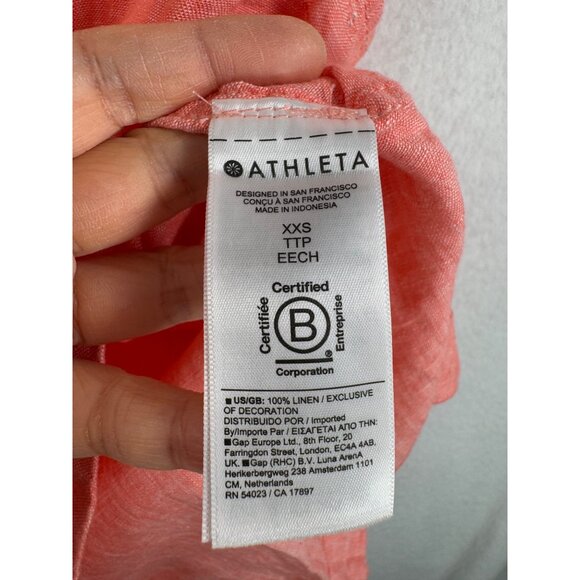 ATHLETA
DESIGNED IN SAN FRANCISCO
CONÇU À SAN FRANCISCO
MADE IN INDONESIA
XXS
TTP
EECH
Certified
Certifiée
B
Entreprise
®
Corporation
■US/GB: 100% LINEN / EXCLUSIVE
OF DECORATION
DISTRIBUIDO POR / Imported
By/Importe Par / ΕΙΣΑΓΕΤΑΙ ΑΠΟ ΤΗΝ:
■Gap Europe Ltd., 8th Floor, 20
Farringdon Street, London, EC4A 4AB,
UK. ■Gap (RHC) B.V. Luna ArenA
Herikerbergweg 238 Amsterdam 1101
CM, Netherlands
RN 54023 / CA 17897